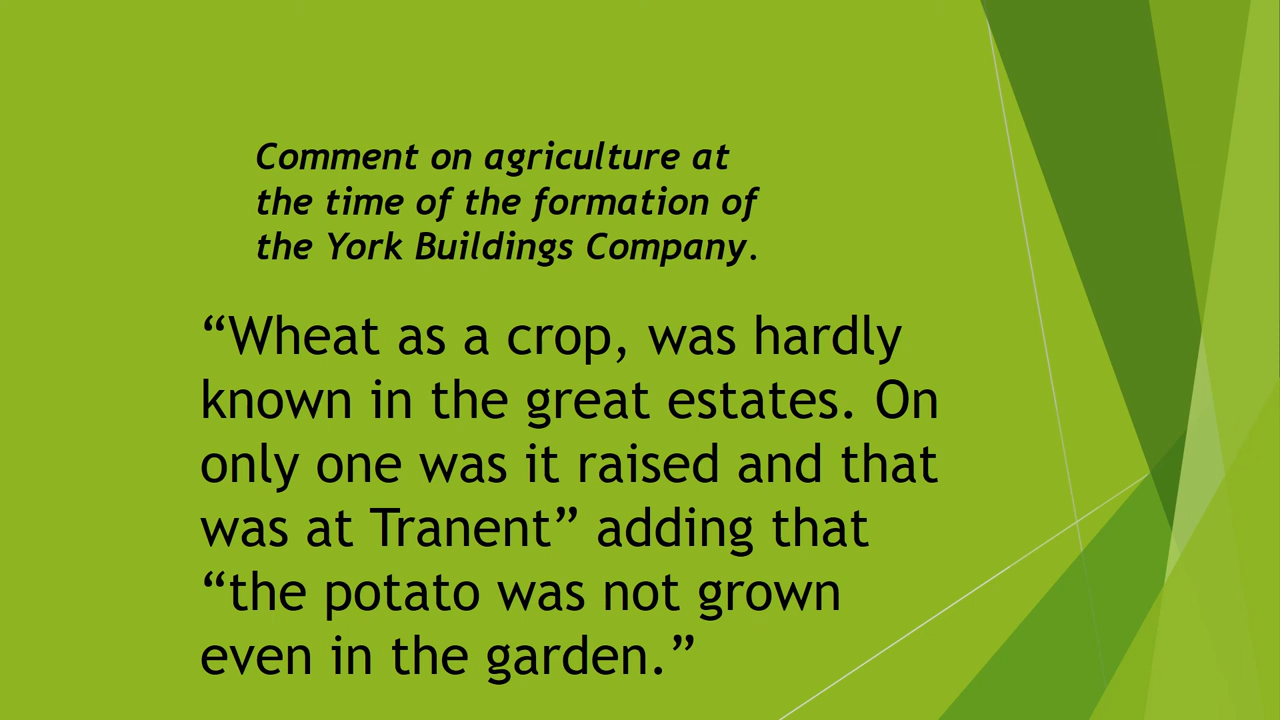 Comment on agriculture at
the time of the formation of
the York Buildings Company.
“Wheat as a crop, was hardly
known in the great estates. On
only one was it raised and that
was at Tranent” adding that
“the potato was not grown
even in the garden.”